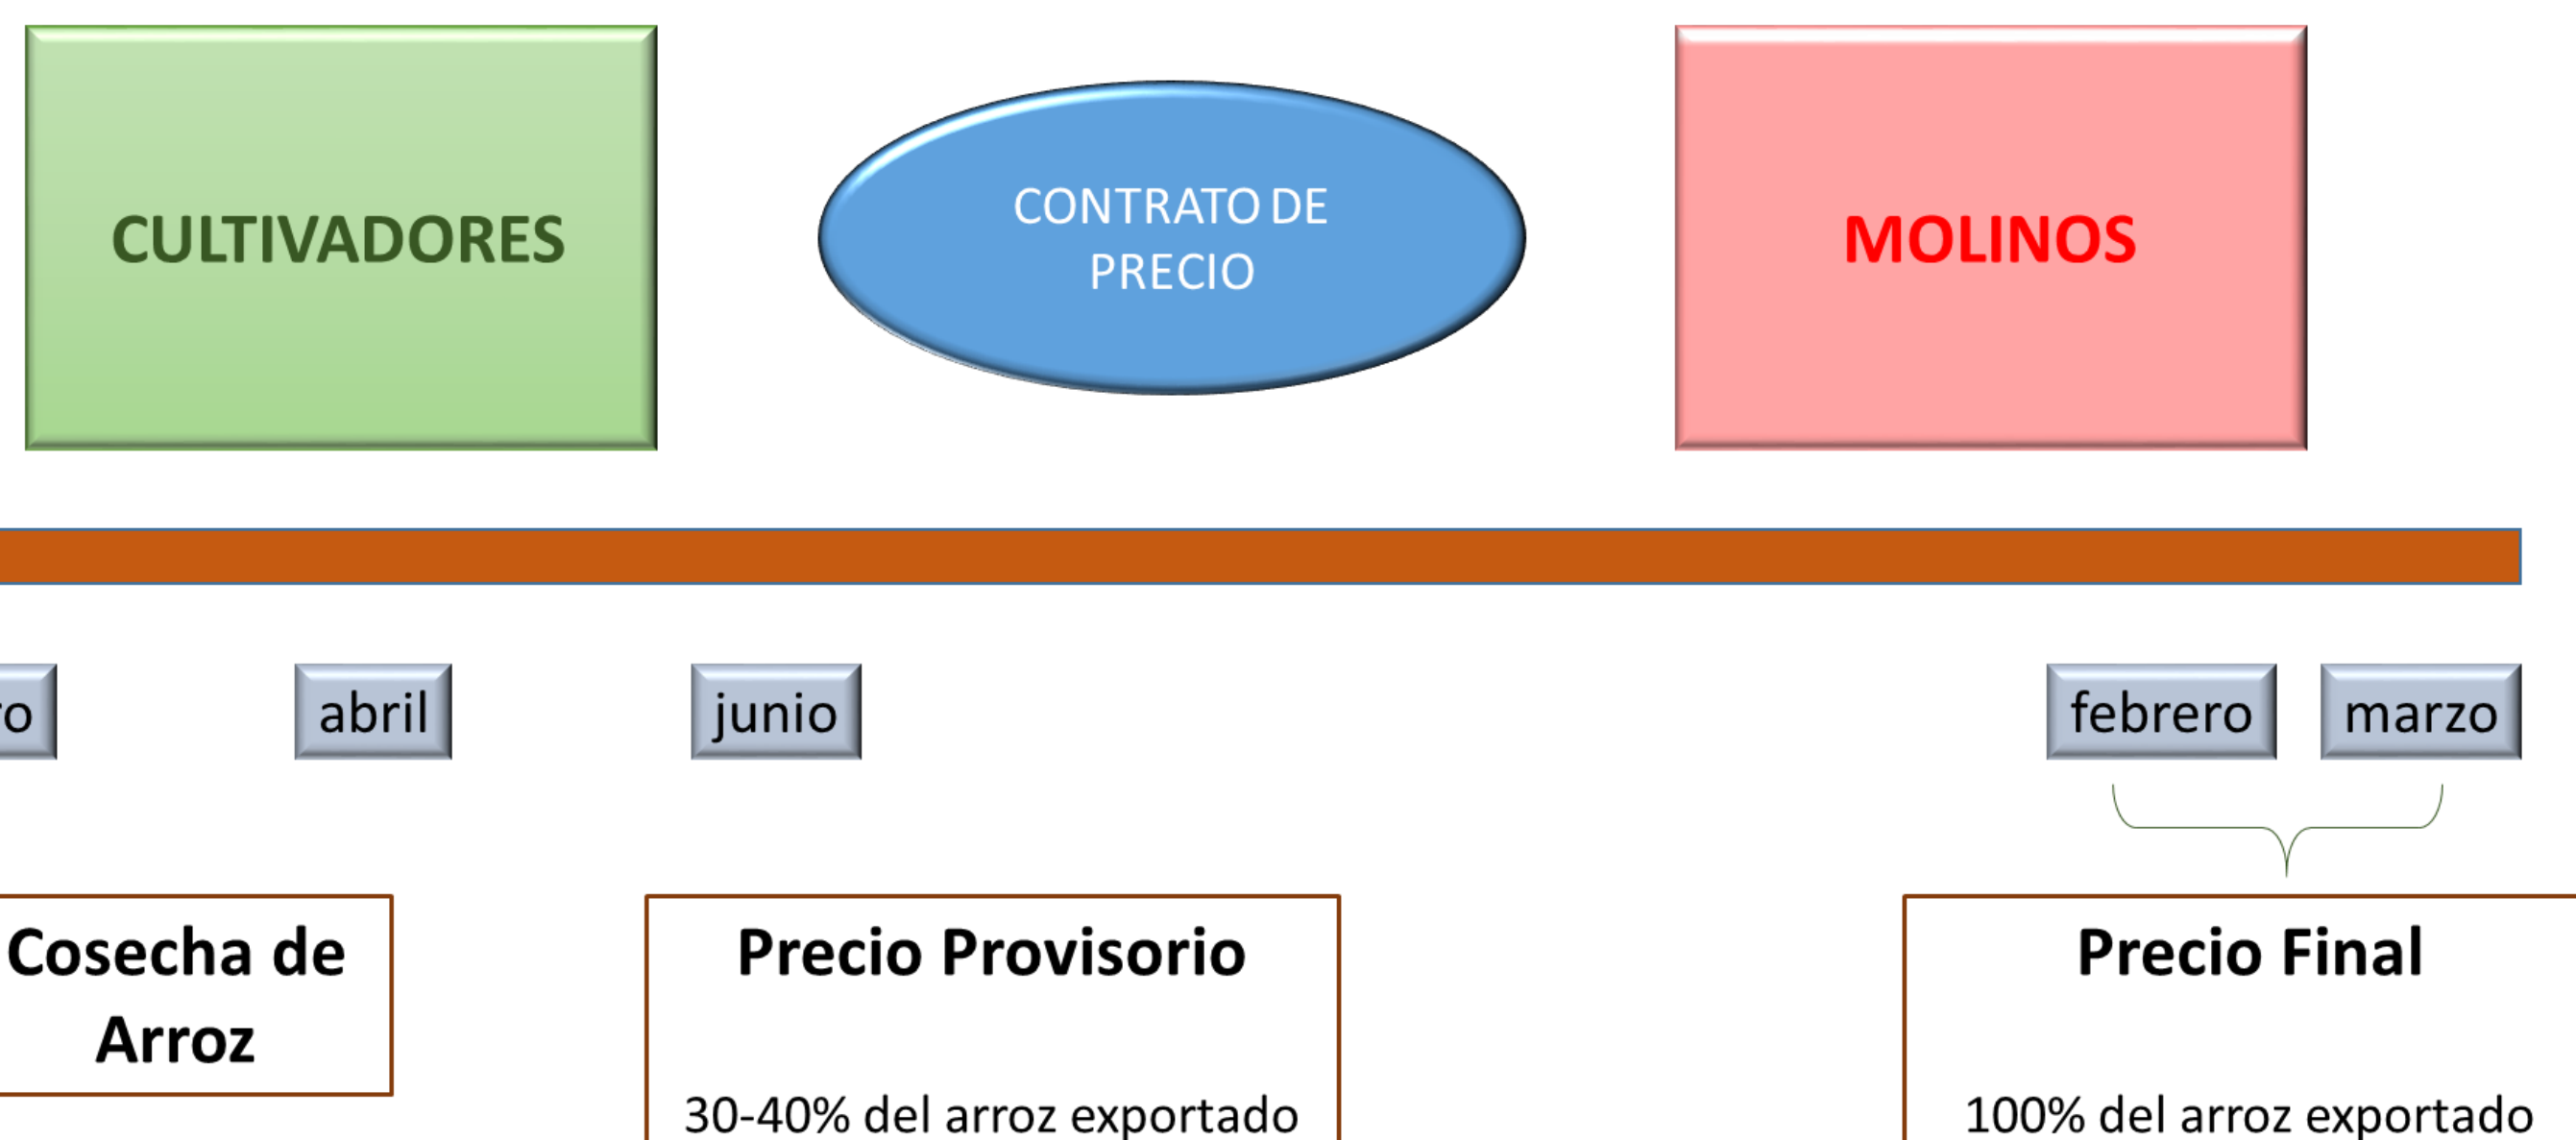 CULTIVADORES
CONTRATO DE
PRECIO
MOLINOS
abril
junio
febrero
marzo
Cosecha de
Arroz
Precio Provisorio
30-40% del arroz exportado
Precio Final
100% del arroz exportado